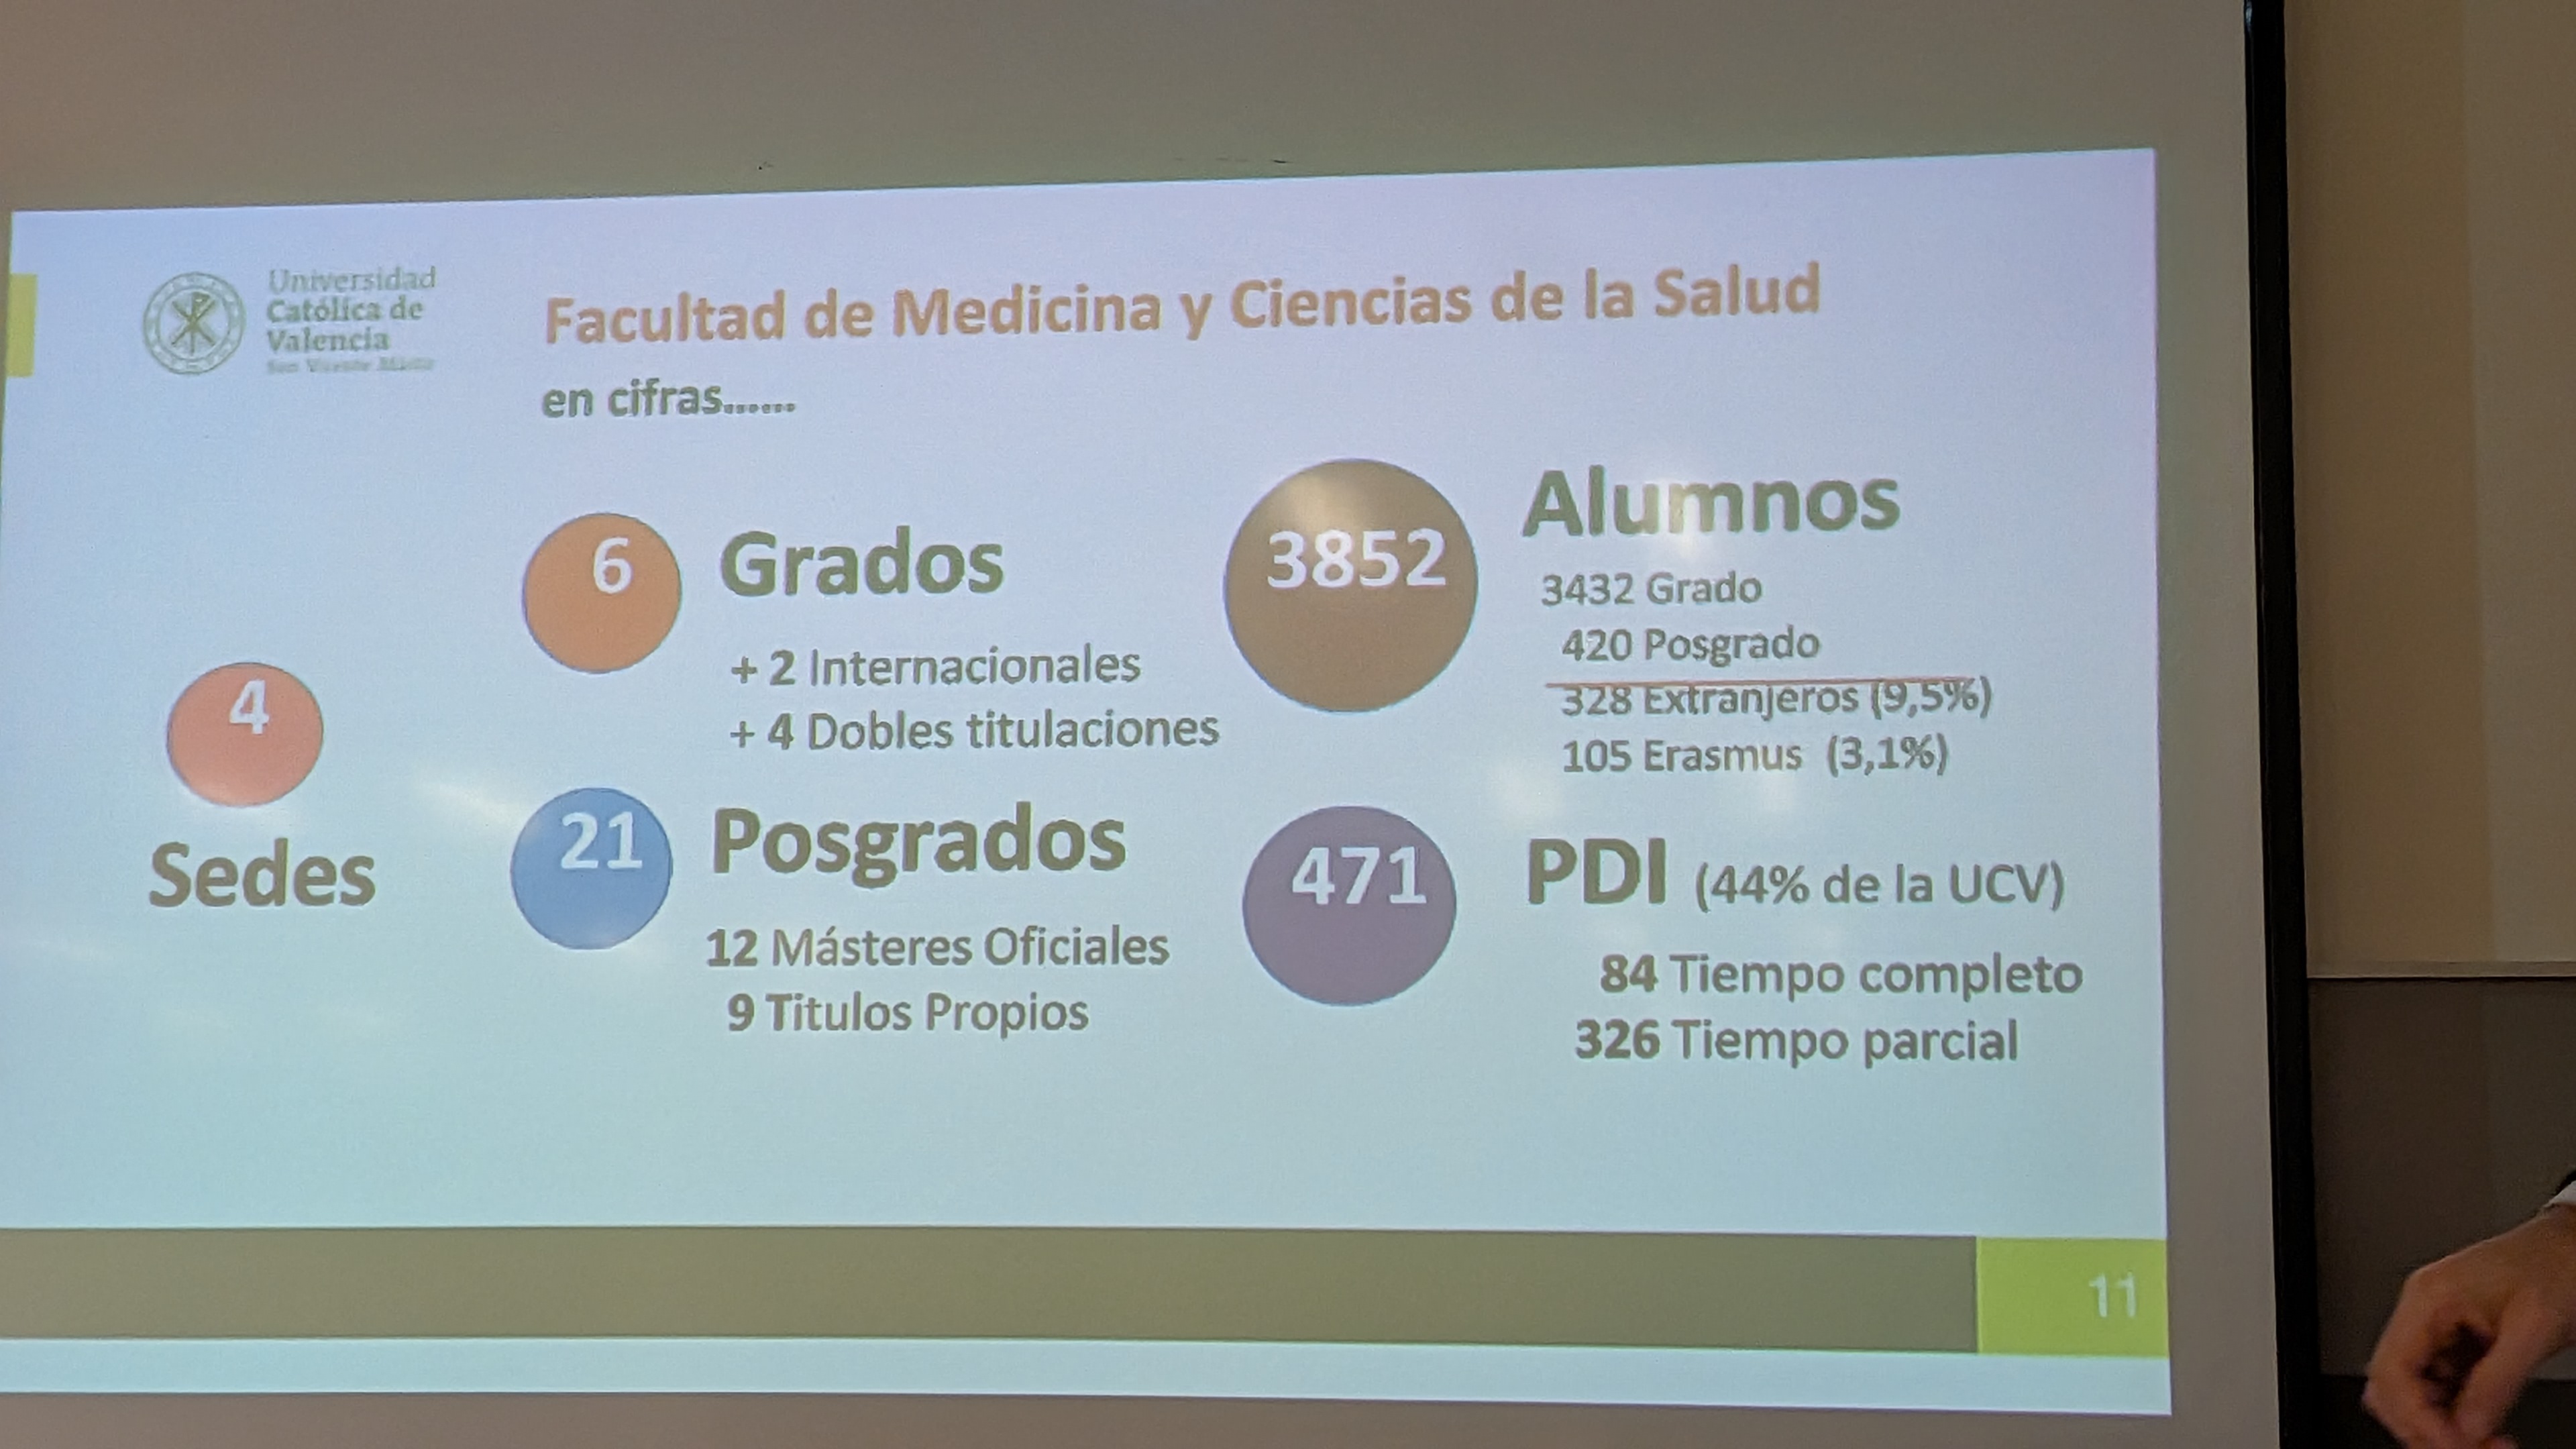 Universidad
Católica de
Valencia
San Vicente Mártir
Facultad de Medicina y Ciencias de la Salud
en cifras......
4
Sedes
6
Grados
+ 2 Internacionales
+ 4 Dobles titulaciones
21
Posgrados
12 Másteres Oficiales
9 Titulos Propios
3852
Alumnos
3432 Grado
420 Posgrado
328 Extranjeros (9,5%)
105 Erasmus (3,1%)
471
PDI (44% de la UCV)
84 Tiempo completo
326 Tiempo parcial
11